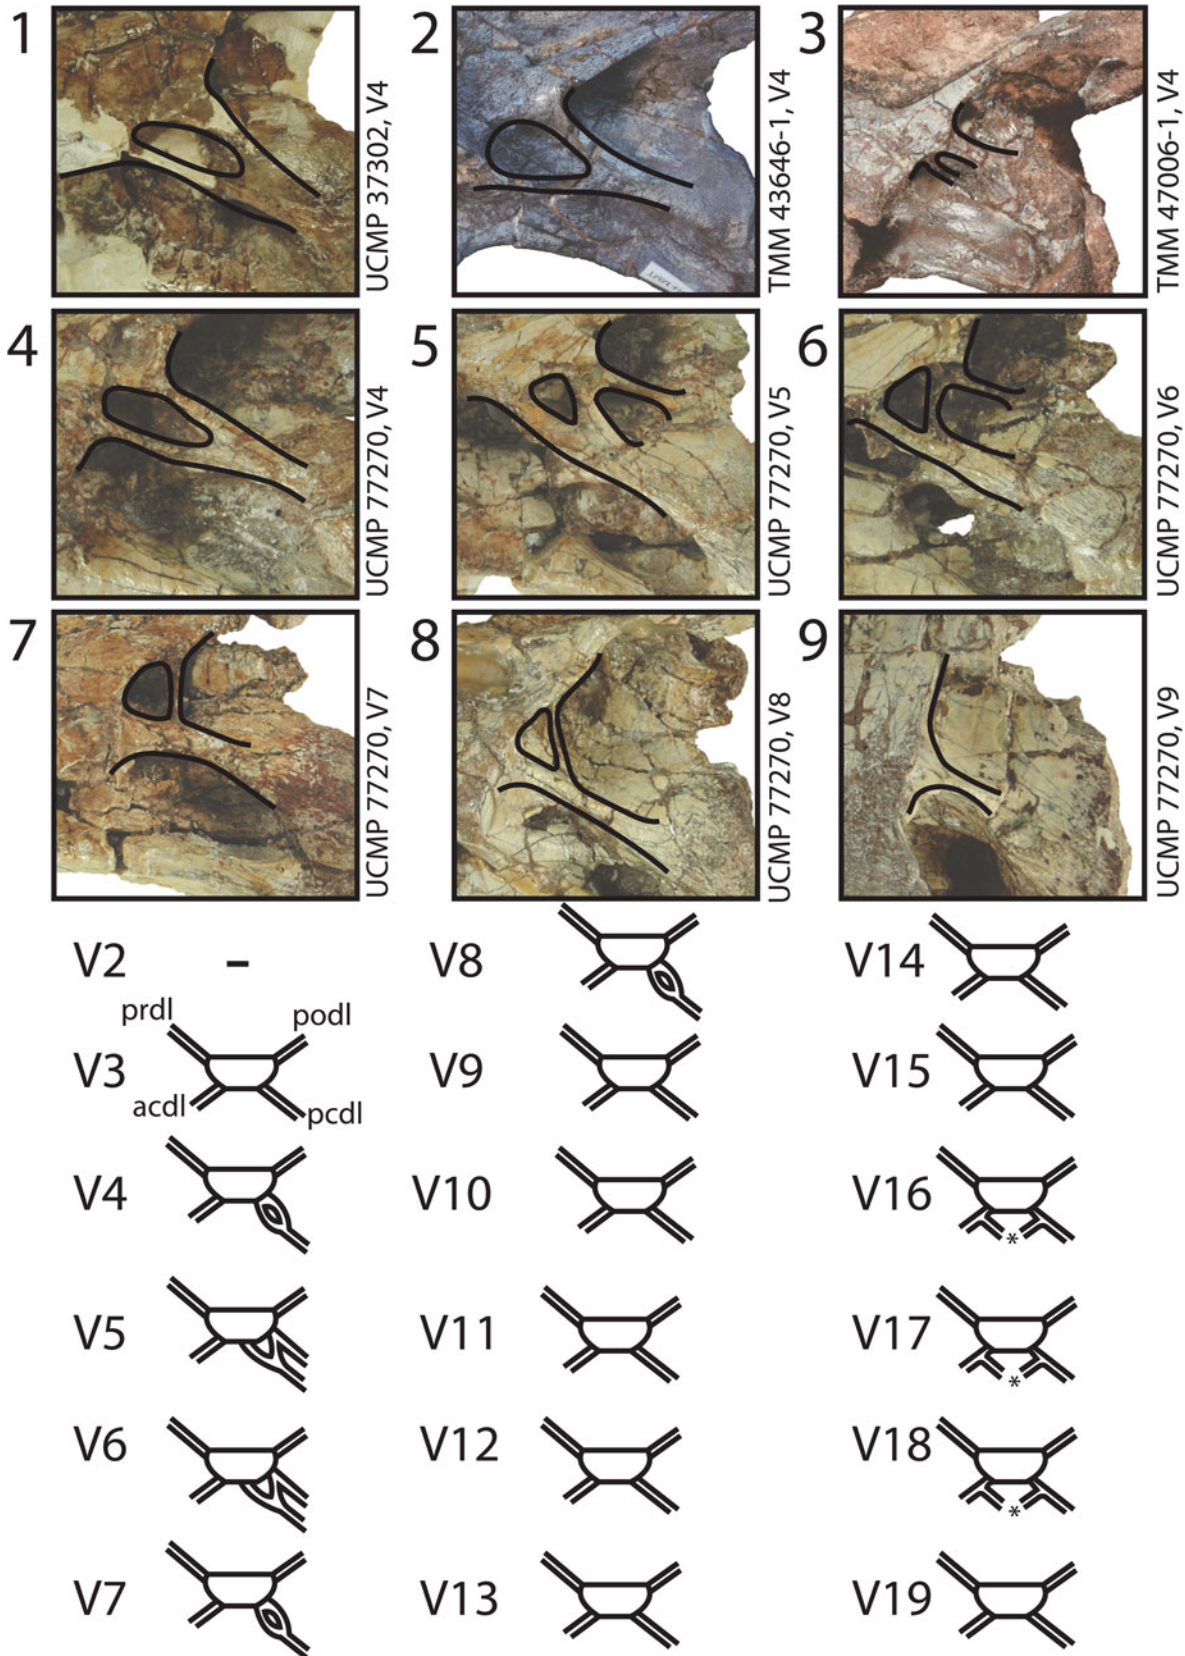 1
UCMP 37302, V4
2
TMM 43646-1, V4
3
TMM 47006-1, V4
4
UCMP 77270, V4
5
UCMP 77270, V5
6
UCMP 77270, V6
7
UCMP 77270, V7
8
UCMP 77270, V8
9
UCMP 77270, V9
V2 –
prdl podl
V3
acdl pcdl
V4
V5
V6
V7
V8
V9
V10
V11
V12
V13
V14
V15
V16
*
V17
*
V18
*
V19